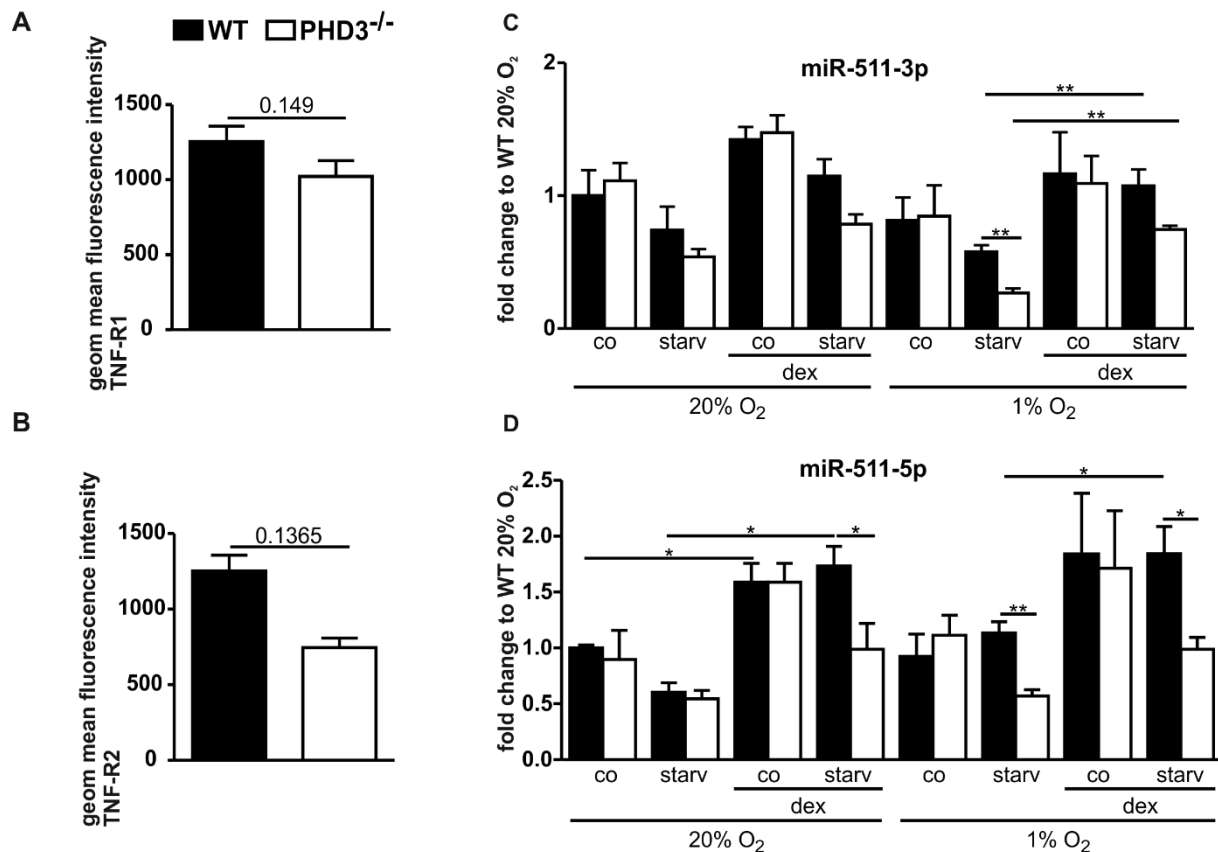 A
WT PHD3-/-
geom mean fluorescence intensity
TNF-R1
1500
1000
500
0
0.149
B
geom mean fluorescence intensity
TNF-R2
1500
1000
500
0
0.1365
C
miR-511-3p
fold change to WT 20% O2
2
1
0
**
**
**
co starv co starv co starv co starv
dex dex
20% O2 1% O2
D
miR-511-5p
fold change to WT 20% O2
2.5
2.0
1.5
1.0
0.5
0.0
*
* * *
*
**
co starv co starv co starv co starv
dex dex
20% O2 1% O2